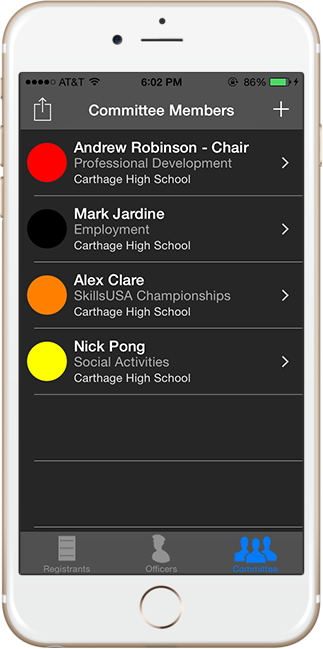 AT&T 6:02 PM 86%
Committee Members
Andrew Robinson - Chair
Professional Development
Carthage High School
Mark Jardine
Employment
Carthage High School
Alex Clare
SkillsUSA Championships
Carthage High School
Nick Pong
Social Activities
Carthage High School
Registrants Officers Committee